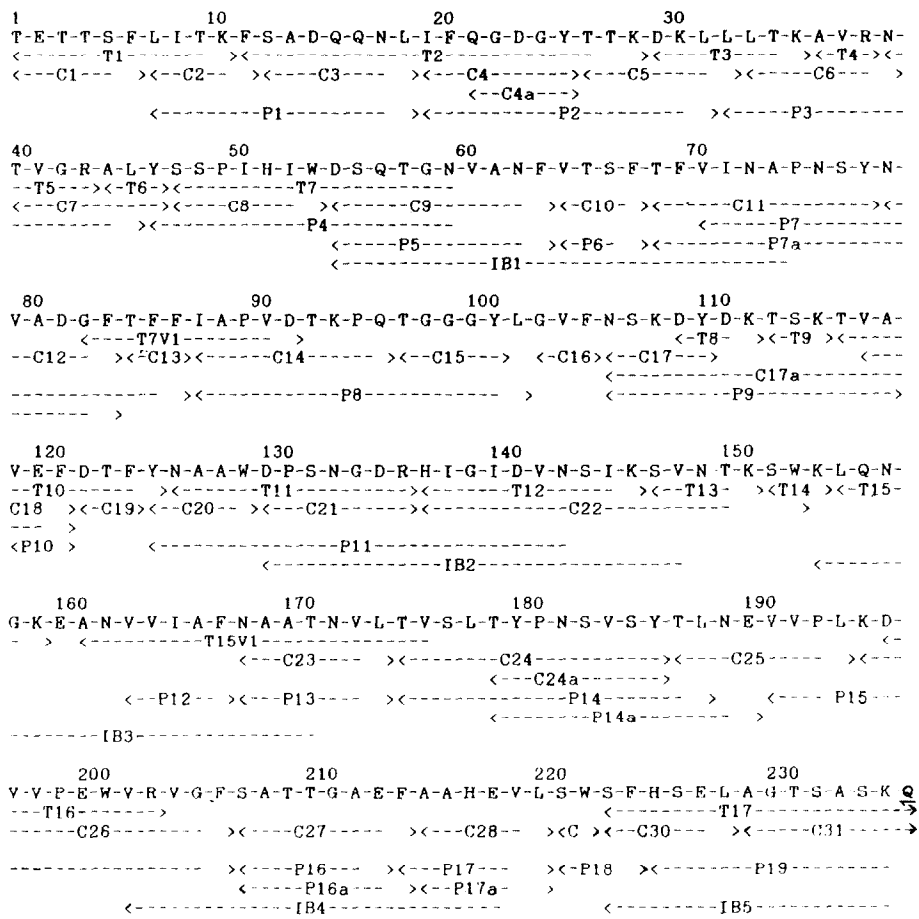 1 10 20 30
T-E-T-T-S-F-L-I-T-K-F-S-A-D-Q-Q-N-L-I-F-Q-G-D-G-Y-T-T-K-D-K-L-L-L-T-K-A-V-R-N-
<-------T1--------><---------------T2---------------><-----T3------><-T4-><-
<---C1----><---C2---><-----C3------><----C4-----><----C5------><-----C6-----
<--C4a-->
<---------P1---------><----------P2-----------><-----P3-----
40 50 60 70
T-V-G-R-A-L-Y-S-S-P-I-H-I-W-D-S-Q-T-G-N-V-A-N-F-V-T-S-F-T-F-V-I-N-A-P-N-S-Y-N-
--T5---><-T6-><-----------T7------------
----C7-----><----C8-----><------C9-------><--C10-><-------C11--------><-
----------><-------------P4----------- <-------P7-------
<-----P5-------> <-P6--><---------P7a------
<-------------IB1-----------------------
80 90 100 110
V-A-D-G-F-T-F-F-I-A-P-V-D-T-K-P-Q-T-G-G-G-Y-L-G-V-F-N-S-K-D-Y-D-K-T-S-K-T-V-A-
<----T7V1-------> <-T8-> <-T9-><-----
--C12----><-C13-><------C14-------><---C15----> <--C16-><---C17---> <--
<------------C17a-------
--------------><------------P8--------------> <----------P9------------>
--------->
120 130 140 150
V-E-F-D-T-F-Y-N-A-A-W-D-P-S-N-G-D-R-H-I-G-I-D-V-N-S-I-K-S-V-N-T-K-S-W-K-L-Q-N-
--T10-------><--------T11----------><-------T12--------><---T13---><-T14-><-T15-
C18--><-C19-><---C20---><----C21-----><------------C22---------------
--- >
<P10-> <----------------P11----------------
<---------------IB2------------------- <------
160 170 180 190
G-K-E-A-N-V-V-I-A-F-N-A-A-T-N-V-L-T-V-S-L-T-Y-P-N-S-V-S-Y-T-L-N-E-V-V-P-L-K-D-
---> <----------T15V1----------------- <-
<----C23----><---------C24----------><-----C25-----><---
<----C24a----->
<--P12--><---P13----><-------------P14-----------> <----P15----
<--------P14a--------->
--------IB3-----------------
200 210 220 230
V-V-P-E-W-V-R-V-G-F-S-A-T-T-G-A-E-F-A-A-H-E-V-L-S-W-S-F-H-S-E-L-A-G-T-S-A-S-K-Q
---T16-------> <---------T17------------>
------C26----------><-----C27-----><---C28---><-C-><---C30----><-----C31----->
-------------------><----P16----><---P17-----><-P18--><--------P19---------
<-----P16a-----><--P17a-->
<--------------IB4---------------- <----------IB5----------